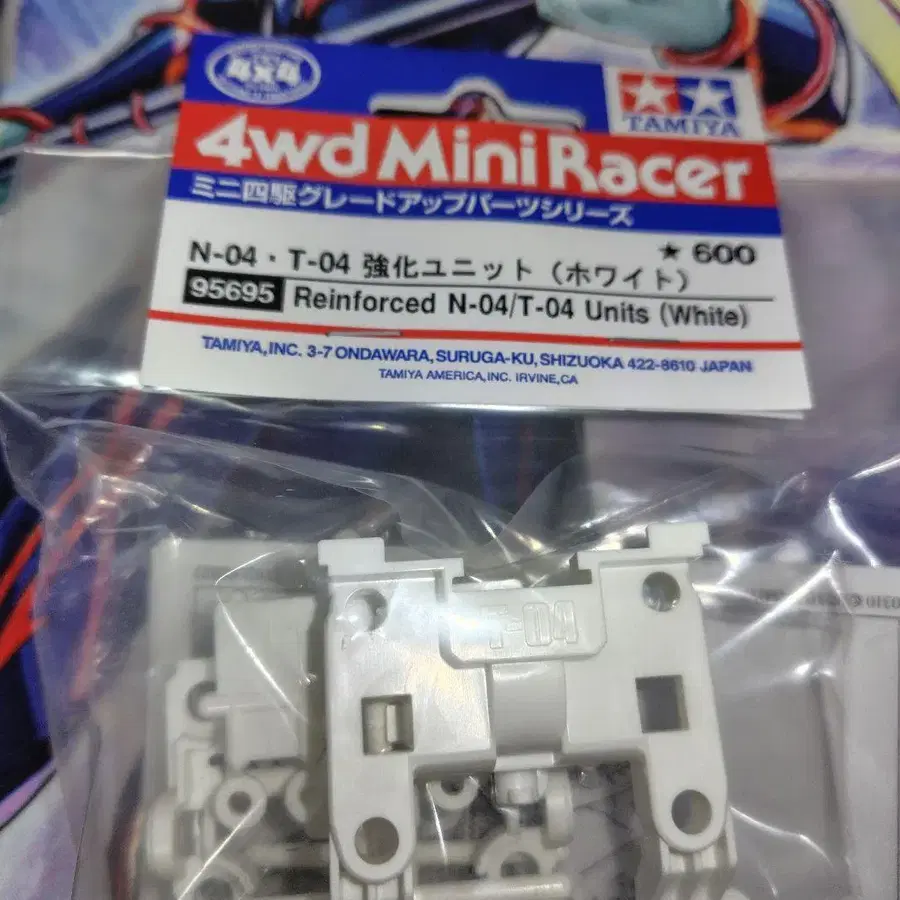 4x4
TAMIYA
4wd Mini Racer
ミニ四駆グレードアップパーツシリーズ
★ 600
N-04・T-04 強化ユニット（ホワイト）
95695 Reinforced N-04/T-04 Units (White)
TAMIYA,INC. 3-7 ONDAWARA, SURUGA-KU, SHIZUOKA 422-8610 JAPAN
TAMIYA AMERICA,INC. IRVINE,CA
T-04